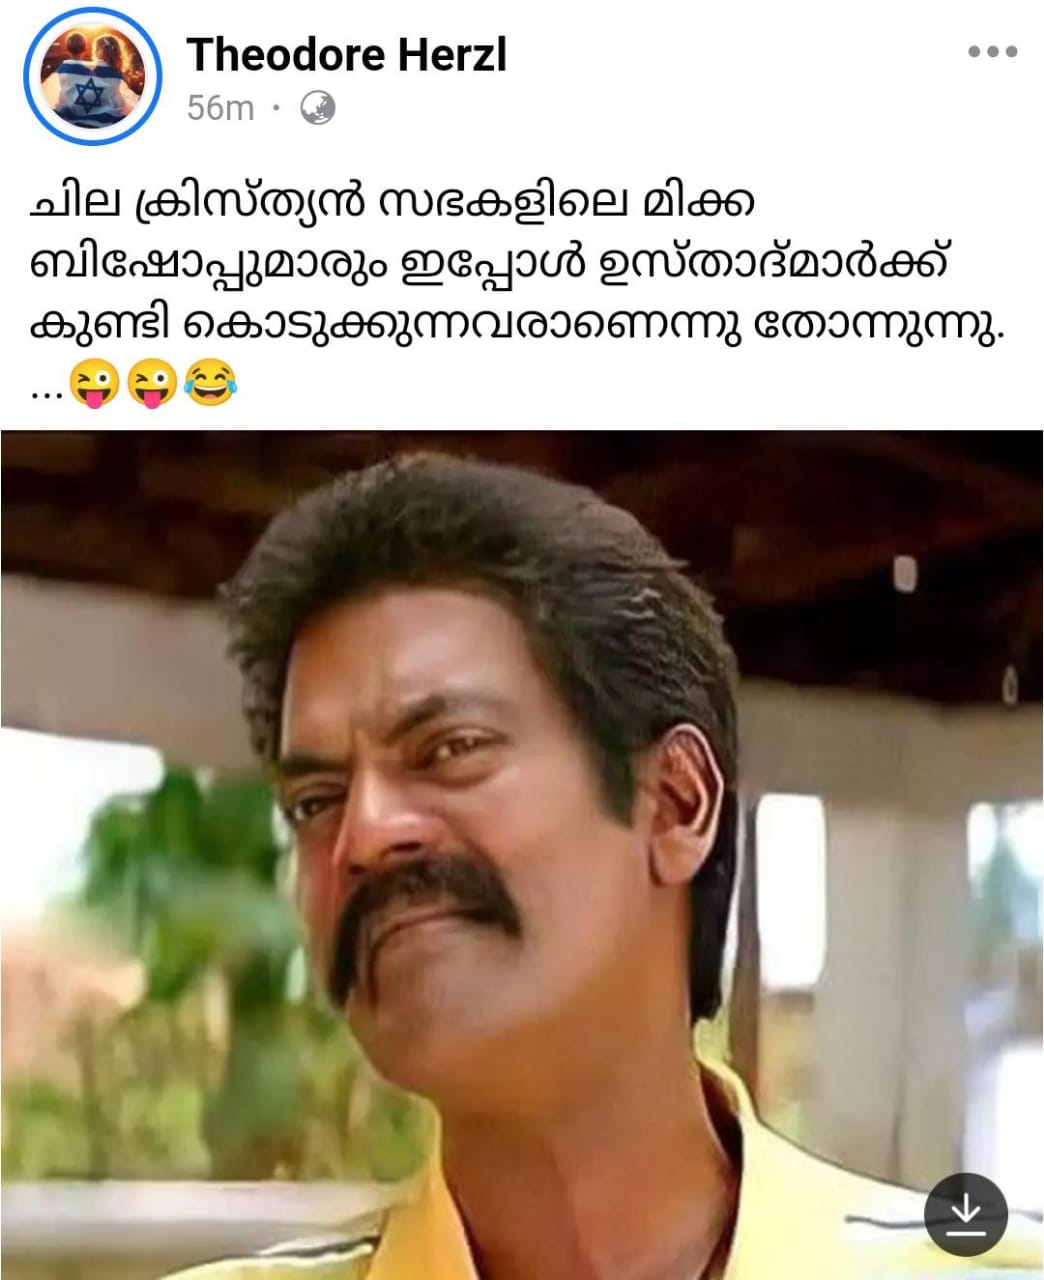 Theodore Herzl
56m ·
ചില ക്രിസ്ത്യൻ സഭകളിലെ മിക്ക
ബിഷോപ്പുമാരും ഇപ്പോൾ ഉസ്താദ്മാർക്ക്
കുണ്ടി കൊടുക്കുന്നവരാണെന്നു തോന്നുന്നു.
...😜😜😂